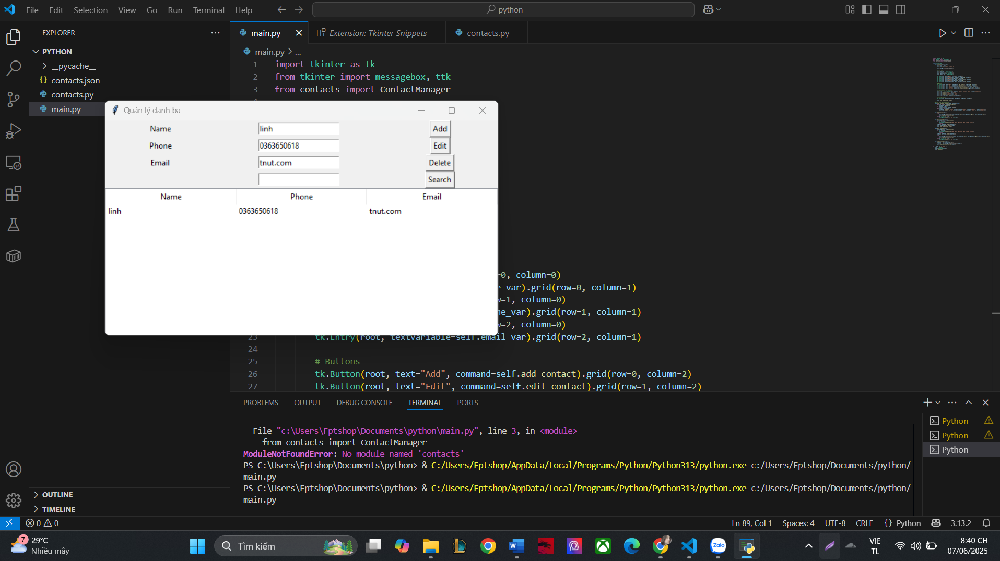 File Edit Selection View Go Run Terminal Help
python
EXPLORER
PYTHON
__pycache__
contacts.json
contacts.py
main.py
main.py
Extension: Tkinter Snippets
contacts.py
main.py > ...
1 import tkinter as tk
2 from tkinter import messagebox, ttk
3 from contacts import ContactManager
Quản lý danh bạ
Name linh Add
Phone 0363650618 Edit
Email tnut.com Delete
Search
Name Phone Email
linh 0363650618 tnut.com
=0, column=0)
e_var).grid(row=0, column=1)
=1, column=0)
ne_var).grid(row=1, column=1)
=2, column=0)
23 tk.Entry(root, textvariable=self.email_var).grid(row=2, column=1)
24
25 # Buttons
26 tk.Button(root, text="Add", command=self.add_contact).grid(row=0, column=2)
27 tk.Button(root, text="Edit", command=self.edit_contact).grid(row=1, column=2)
PROBLEMS OUTPUT DEBUG CONSOLE TERMINAL PORTS
File "c:\Users\Fptshop\Documents\python\main.py", line 3, in <module>
from contacts import ContactManager
ModuleNotFoundError: No module named 'contacts'
PS C:\Users\Fptshop\Documents\python> & C:/Users/Fptshop/AppData/Local/Programs/Python/Python313/python.exe c:/Users/Fptshop/Documents/python/
main.py
PS C:\Users\Fptshop\Documents\python> & C:/Users/Fptshop/AppData/Local/Programs/Python/Python313/python.exe c:/Users/Fptshop/Documents/python/
main.py
Python
Python
Python
OUTLINE
TIMELINE
0 0
Ln 89, Col 1 Spaces: 4 UTF-8 CRLF {} Python 3.13.2
7
29°C
Nhiều mây
Tìm kiếm
Zalo
VIE
TL
8:40 CH
07/06/2025